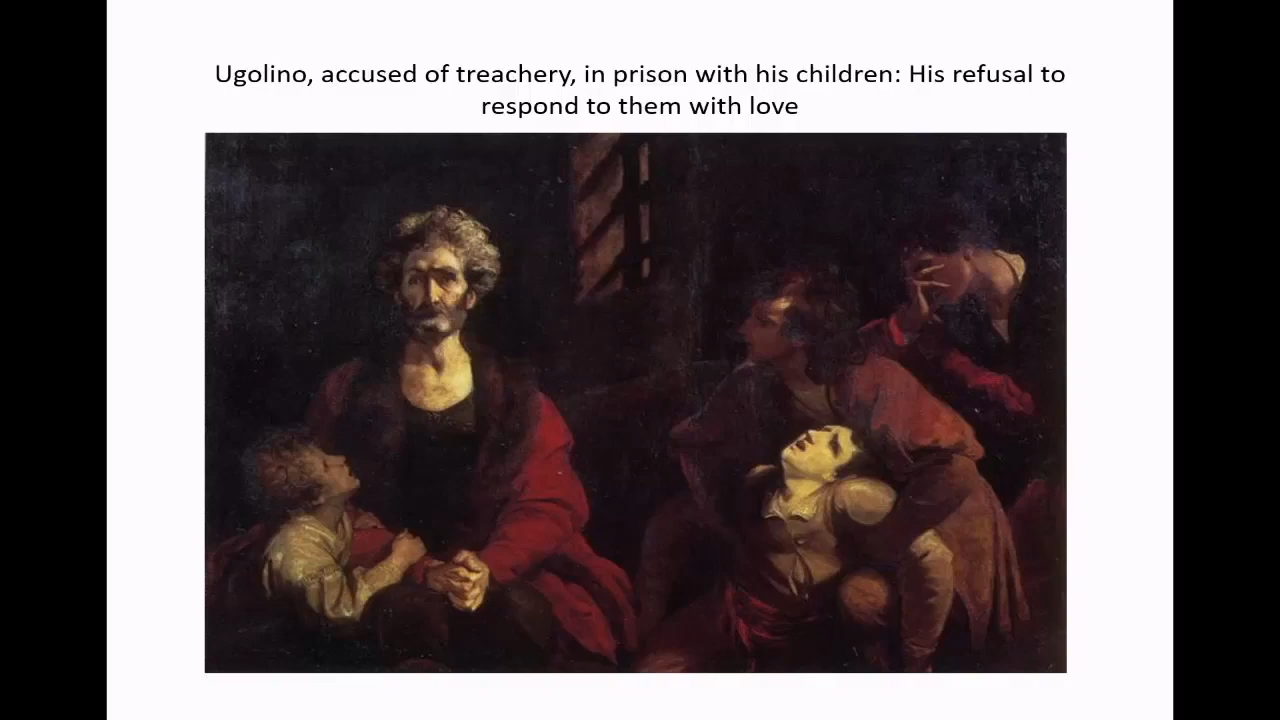 Ugolino, accused of treachery, in prison with his children: His refusal to
respond to them with love